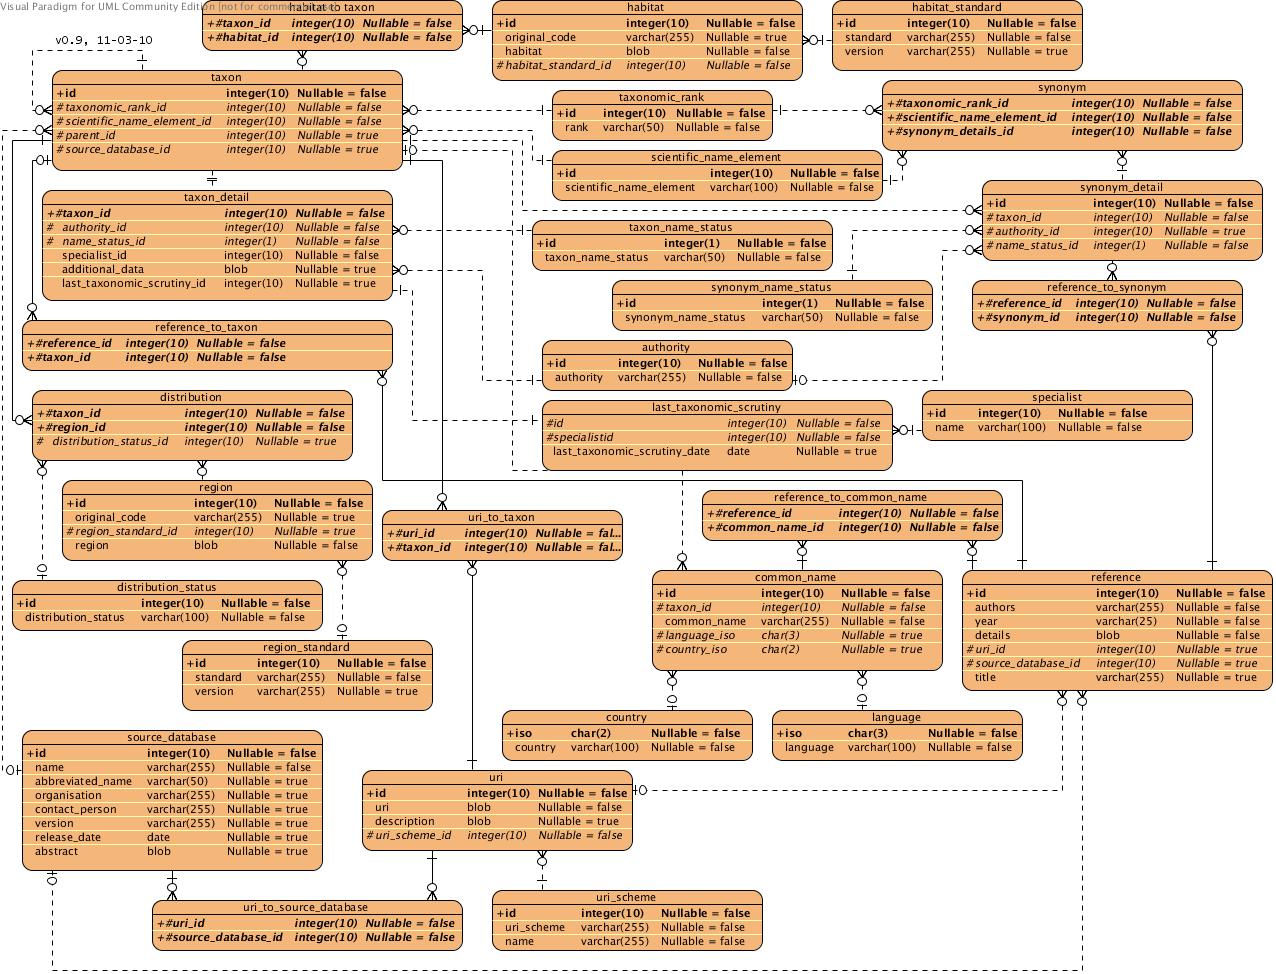 Visual Paradigm for UML Community Edition [not for commercial use]
habitat_to_taxon
+#taxon_id integer(10) Nullable = false
+#habitat_id integer(10) Nullable = false
habitat
+id integer(10) Nullable = false
original_code varchar(255) Nullable = true
habitat blob Nullable = false
#habitat_standard_id integer(10) Nullable = false
habitat_standard
+id integer(10) Nullable = false
standard varchar(255) Nullable = false
version varchar(255) Nullable = true
v0.9, 11-03-10
taxon
+id integer(10) Nullable = false
#taxonomic_rank_id integer(10) Nullable = false
#scientific_name_element_id integer(10) Nullable = false
#parent_id integer(10) Nullable = true
#source_database_id integer(10) Nullable = true
taxonomic_rank
+id integer(10) Nullable = false
rank varchar(50) Nullable = false
synonym
+#taxonomic_rank_id integer(10) Nullable = false
+#scientific_name_element_id integer(10) Nullable = false
+#synonym_details_id integer(10) Nullable = false
scientific_name_element
+id integer(10) Nullable = false
scientific_name_element varchar(100) Nullable = false
taxon_detail
+#taxon_id integer(10) Nullable = false
# authority_id integer(10) Nullable = true
# name_status_id integer(1) Nullable = false
specialist_id integer(10) Nullable = false
additional_data blob Nullable = true
last_taxonomic_scrutiny_id integer(10) Nullable = true
synonym_detail
+id integer(10) Nullable = false
#taxon_id integer(10) Nullable = false
#authority_id integer(10) Nullable = true
#name_status_id integer(1) Nullable = false
taxon_name_status
+id integer(1) Nullable = false
taxon_name_status varchar(50) Nullable = false
synonym_name_status
+id integer(1) Nullable = false
synonym_name_status varchar(50) Nullable = false
reference_to_synonym
+#reference_id integer(10) Nullable = false
+#synonym_id integer(10) Nullable = false
reference_to_taxon
+#reference_id integer(10) Nullable = false
+#taxon_id integer(10) Nullable = false
authority
+id integer(10) Nullable = false
authority varchar(255) Nullable = false
distribution
+#taxon_id integer(10) Nullable = false
+#region_id integer(10) Nullable = false
# distribution_status_id integer(10) Nullable = true
last_taxonomic_scrutiny
#id integer(10) Nullable = false
#specialistid integer(10) Nullable = false
last_taxonomic_scrutiny_date date Nullable = true
specialist
+id integer(10) Nullable = false
name varchar(100) Nullable = false
region
+id integer(10) Nullable = false
original_code varchar(255) Nullable = true
#region_standard_id integer(10) Nullable = true
region blob Nullable = false
uri_to_taxon
+#uri_id integer(10) Nullable = fal...
+#taxon_id integer(10) Nullable = fal...
reference_to_common_name
+#reference_id integer(10) Nullable = false
+#common_name_id integer(10) Nullable = false
distribution_status
+id integer(10) Nullable = false
distribution_status varchar(100) Nullable = false
common_name
+id integer(10) Nullable = false
#taxon_id integer(10) Nullable = false
common_name varchar(255) Nullable = false
#language_iso char(3) Nullable = true
#country_iso char(2) Nullable = true
reference
+id integer(10) Nullable = false
authors varchar(255) Nullable = true
year varchar(25) Nullable = true
details blob Nullable = false
#uri_id integer(10) Nullable = true
#source_database_id integer(10) Nullable = true
title varchar(255) Nullable = true
region_standard
+id integer(10) Nullable = false
standard varchar(255) Nullable = false
version varchar(255) Nullable = true
country
+iso char(2) Nullable = false
country varchar(100) Nullable = false
language
+iso char(3) Nullable = false
language varchar(100) Nullable = false
source_database
+id integer(10) Nullable = false
name varchar(255) Nullable = false
abbreviated_name varchar(50) Nullable = true
organisation varchar(255) Nullable = true
contact_person varchar(255) Nullable = true
version varchar(255) Nullable = true
release_date date Nullable = true
abstract blob Nullable = true
uri
+id integer(10) Nullable = false
uri blob Nullable = false
description blob Nullable = true
#uri_scheme_id integer(10) Nullable = false
uri_to_source_database
+#uri_id integer(10) Nullable = false
+#source_database_id integer(10) Nullable = false
uri_scheme
+id integer(10) Nullable = false
uri_scheme varchar(255) Nullable = false
name varchar(255) Nullable = false